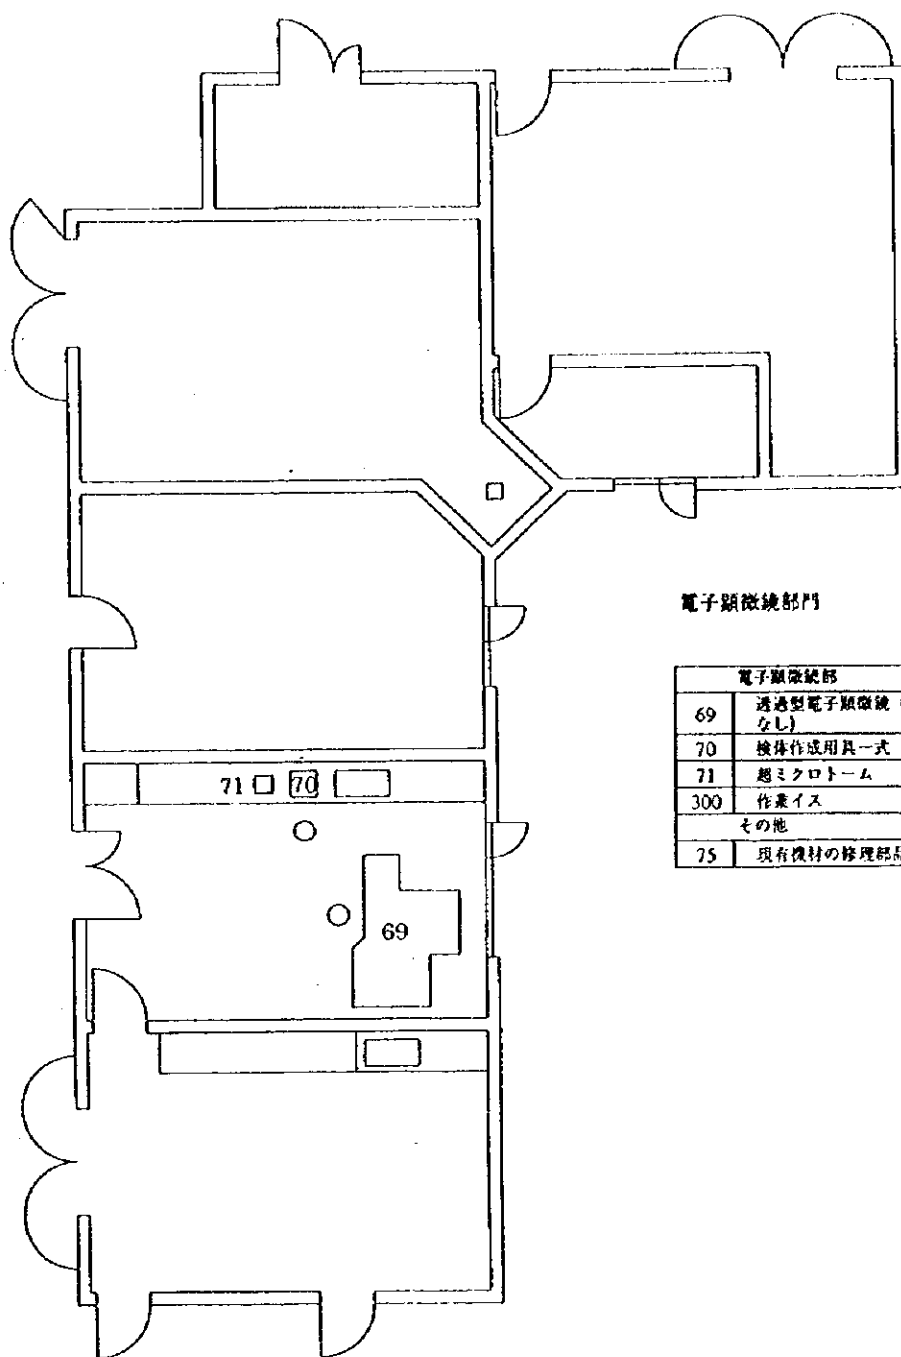 電子顕微鏡部門
電子顕微鏡部
69 透過型電子顕微鏡（
なし)
70 検体作成用具一式
71 超ミクロトーム
300 作業イス
その他
75 現有機材の修理部品
71 70
69